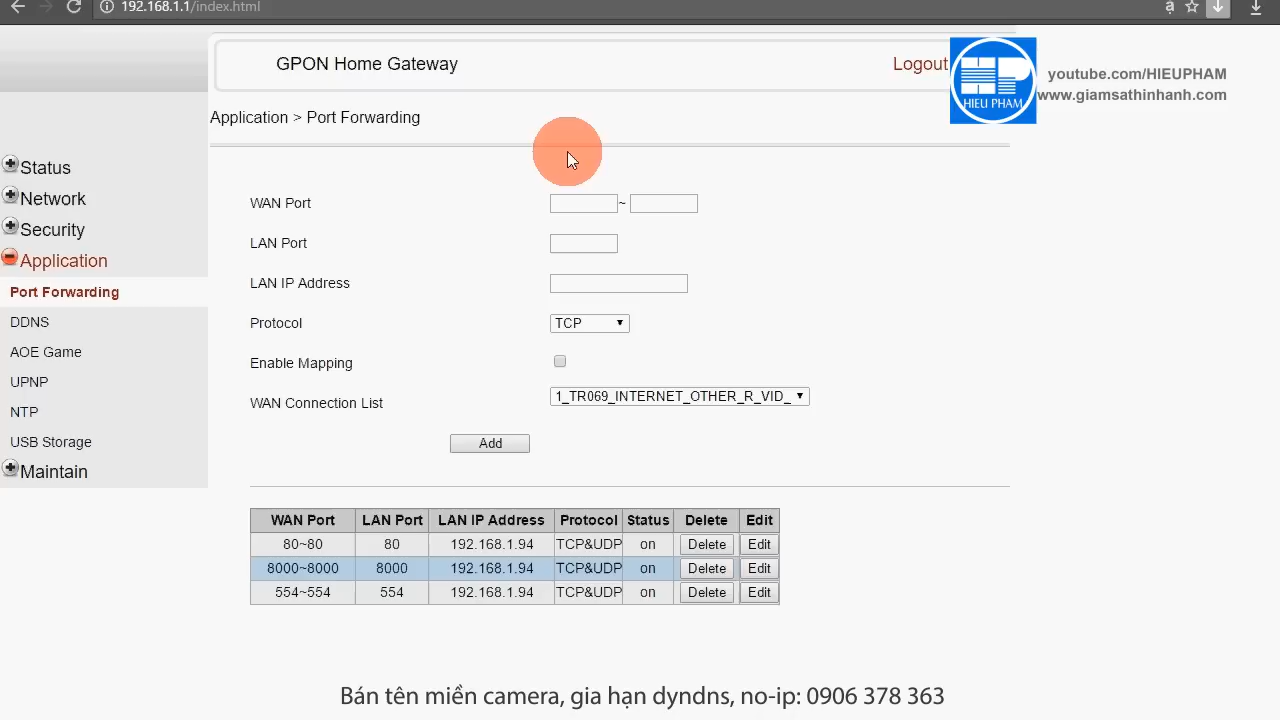 192.168.1.1/index.html
GPON Home Gateway
Logout
HP
HIEU PHAM
youtube.com/HIEUPHAM
www.giamsathinhanh.com
Application > Port Forwarding
Status
Network
Security
Application
Port Forwarding
DDNS
AOE Game
UPNP
NTP
USB Storage
Maintain
WAN Port ~
LAN Port
LAN IP Address
Protocol TCP
Enable Mapping
WAN Connection List 1_TR069_INTERNET_OTHER_R_VID_
Add
WAN Port LAN Port LAN IP Address Protocol Status Delete Edit
80~80 80 192.168.1.94 TCP&UDP on Delete Edit
8000~8000 8000 192.168.1.94 TCP&UDP on Delete Edit
554~554 554 192.168.1.94 TCP&UDP on Delete Edit
Bán tên miền camera, gia hạn dyndns, no-ip: 0906 378 363